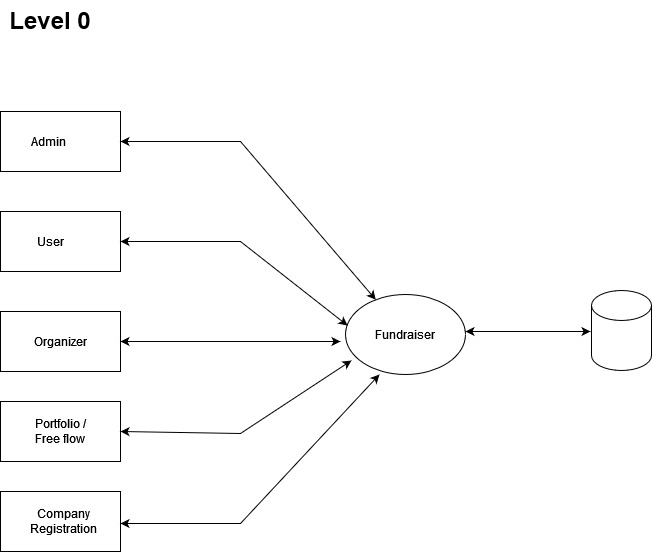 Level 0
Admin
User
Organizer
Fundraiser
Portfolio /
Free flow
Company
Registration